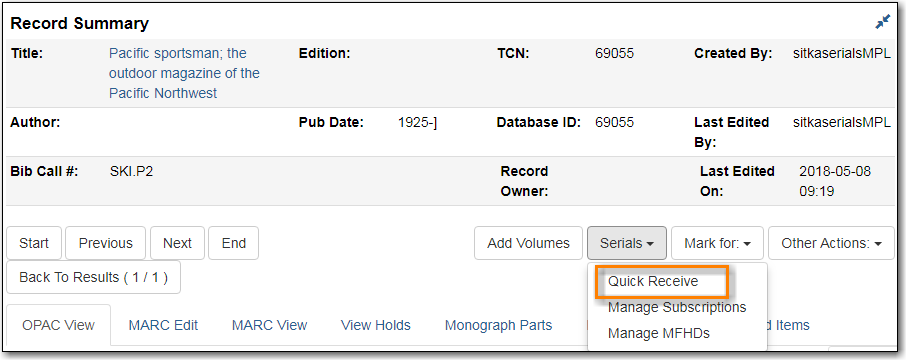 Record Summary
Title: Pacific sportsman; the Edition: TCN: 69055 Created By: sitkaserialsMPL
outdoor magazine of the
Pacific Northwest
Author: Pub Date: 1925-] Database ID: 69055 Last Edited sitkaserialsMPL
By:
Bib Call #: SKI.P2 Record Last Edited 2018-05-08
Owner: On: 09:19
Start Previous Next End Add Volumes Serials Mark for: Other Actions:
Back To Results ( 1 / 1 )
Quick Receive
Manage Subscriptions
Manage MFHDs
OPAC View MARC Edit MARC View View Holds Monograph Parts Items